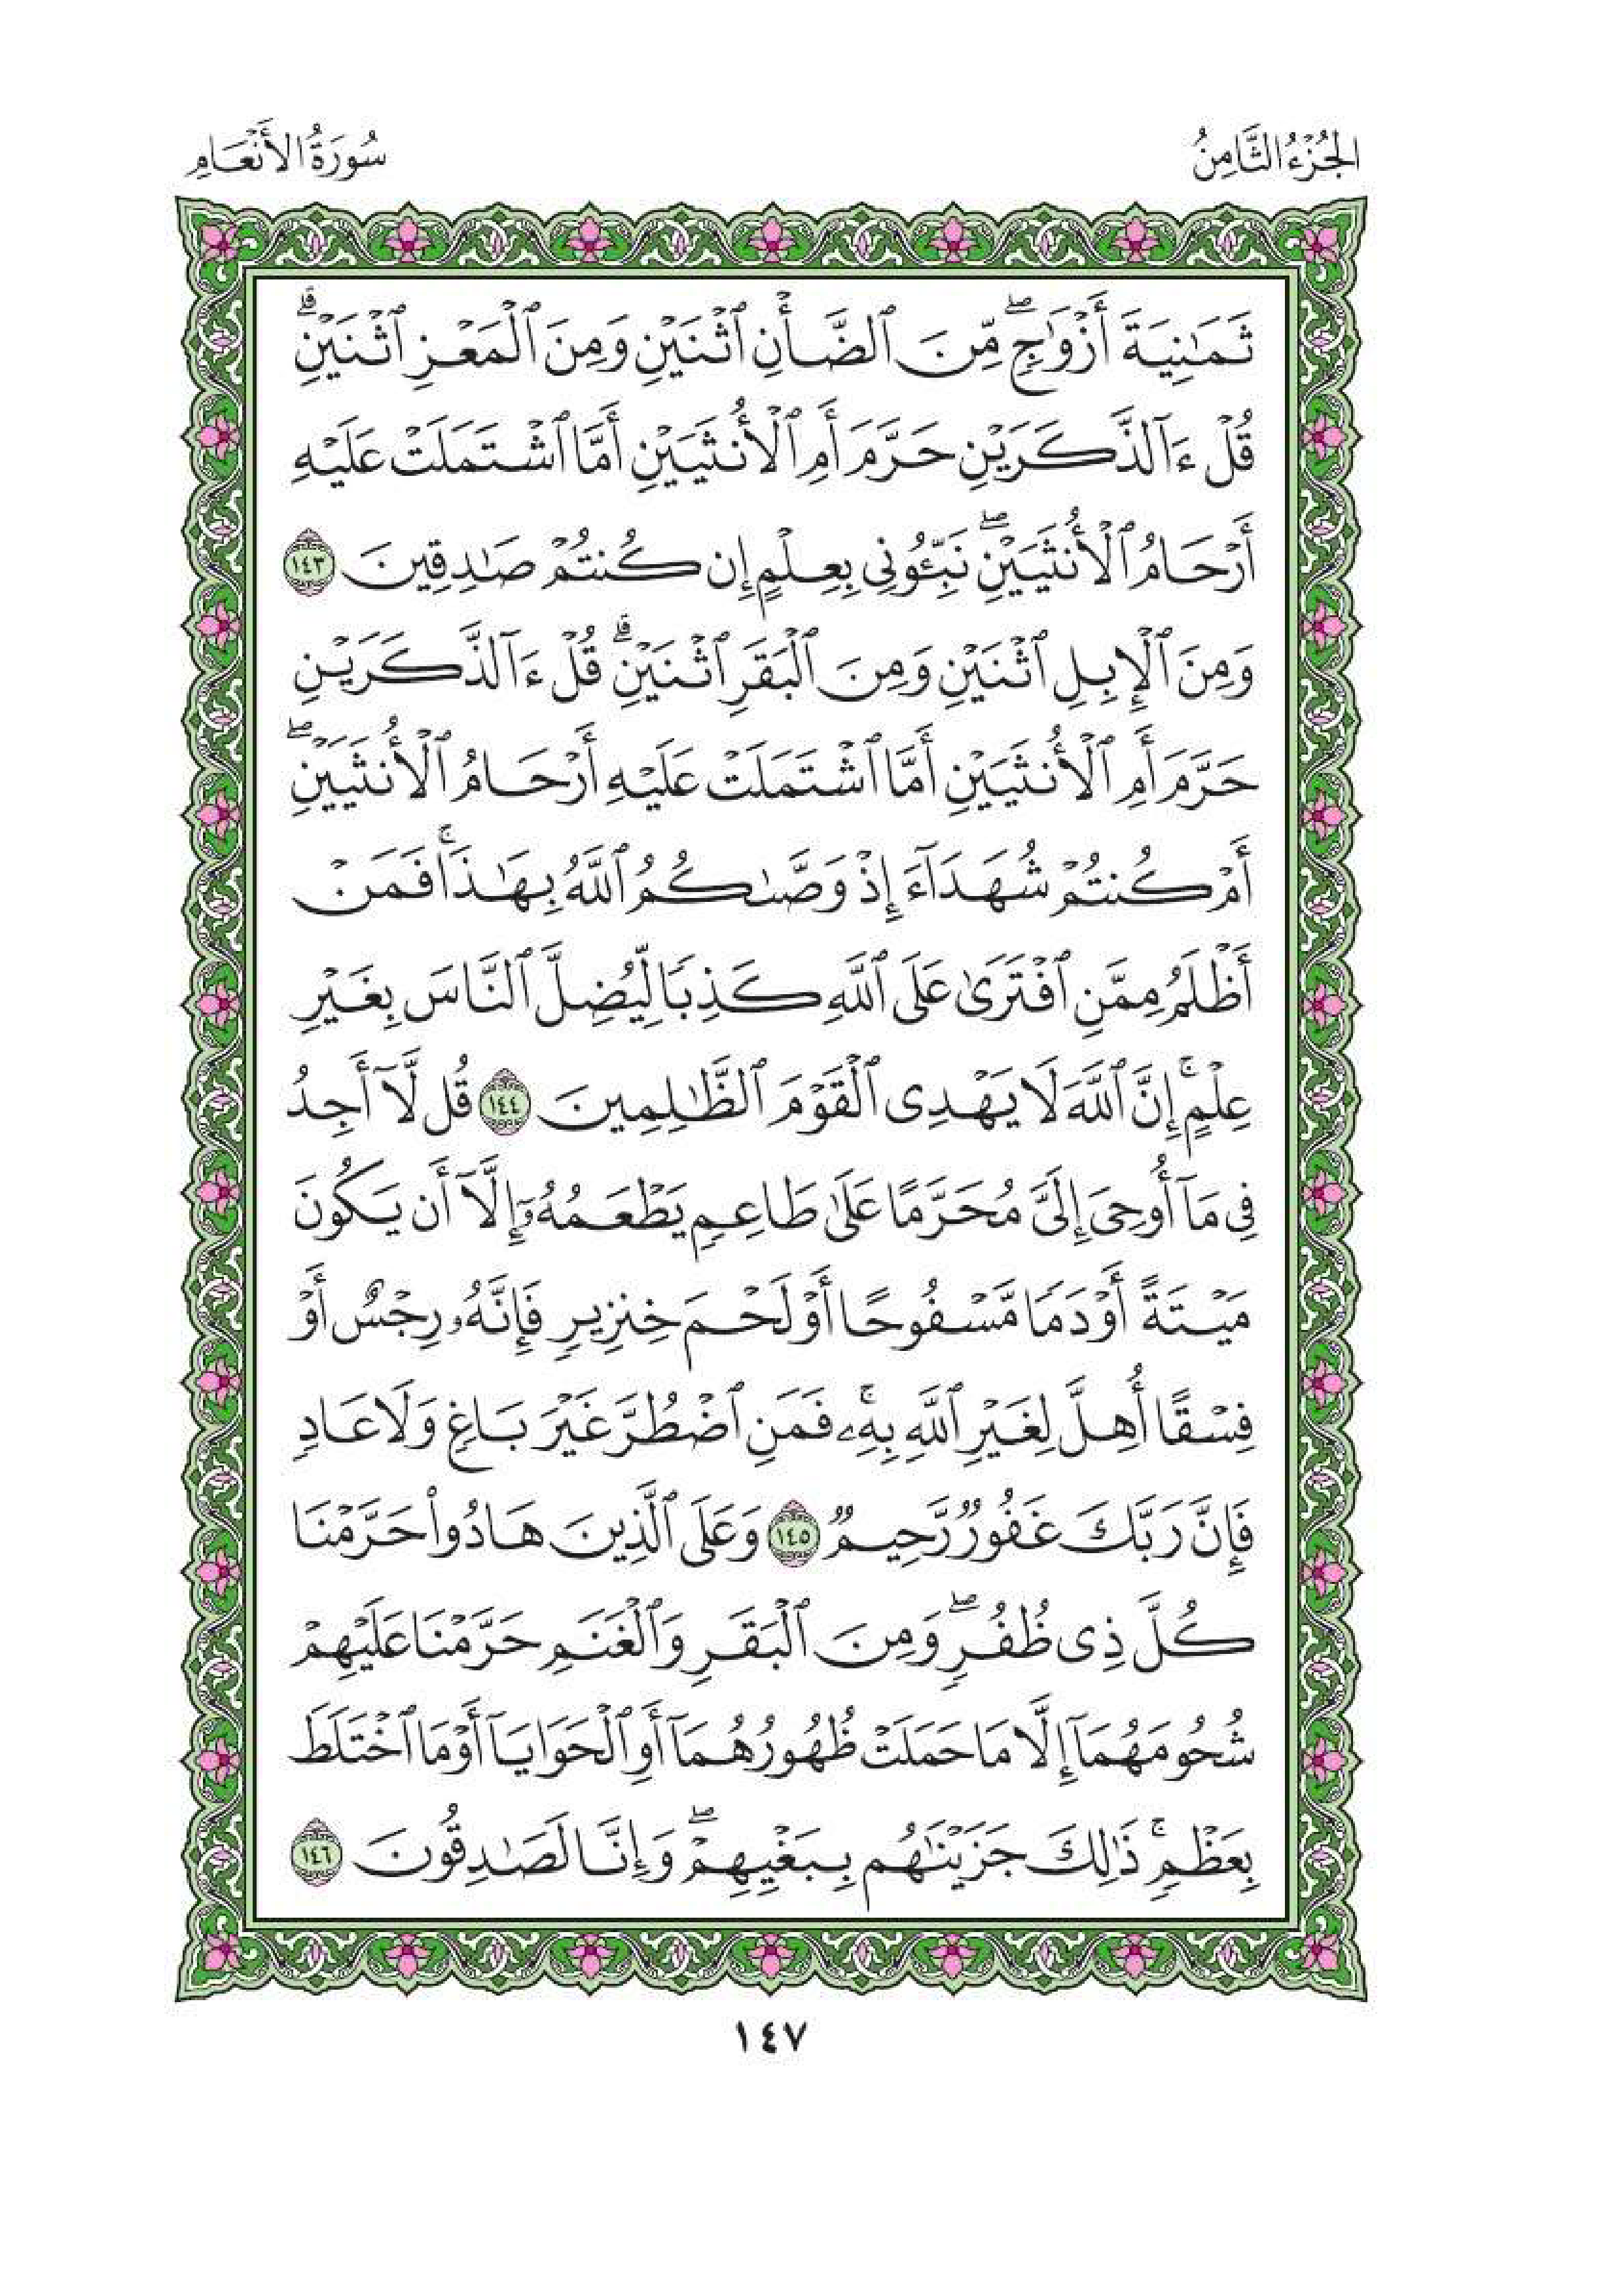 الجُزْءُ الثَّامِنُ
سُورَةُ الأَنْعَامِ
ثَمَـٰنِيَةَ أَزْوَٰجٍۖ مِّنَ ٱلضَّأْنِ ٱثْنَيْنِ وَمِنَ ٱلْمَعْزِ ٱثْنَيْنِۗ
قُلْ ءَآلذَّكَرَيْنِ حَرَّمَ أَمِ ٱلْأُنثَيَيْنِ أَمَّا ٱشْتَمَلَتْ عَلَيْهِ
أَرْحَامُ ٱلْأُنثَيَيْنِۖ نَبِّـُٔونِى بِعِلْمٍ إِن كُنتُمْ صَـٰدِقِينَ ١٤٣
وَمِنَ ٱلْإِبِلِ ٱثْنَيْنِ وَمِنَ ٱلْبَقَرِ ٱثْنَيْنِۗ قُلْ ءَآلذَّكَرَيْنِ
حَرَّمَ أَمِ ٱلْأُنثَيَيْنِ أَمَّا ٱشْتَمَلَتْ عَلَيْهِ أَرْحَامُ ٱلْأُنثَيَيْنِۖ
أَمْ كُنتُمْ شُهَدَآءَ إِذْ وَصَّىٰكُمُ ٱللَّهُ بِهَـٰذَاۚ فَمَنْ
أَظْلَمُ مِمَّنِ ٱفْتَرَىٰ عَلَى ٱللَّهِ كَذِبًا لِّيُضِلَّ ٱلنَّاسَ بِغَيْرِ
عِلْمٍۚ إِنَّ ٱللَّهَ لَا يَهْدِى ٱلْقَوْمَ ٱلظَّـٰلِمِينَ ١٤٤ قُل لَّآ أَجِدُ
فِى مَآ أُوحِىَ إِلَىَّ مُحَرَّمًا عَلَىٰ طَاعِمٍ يَطْعَمُهُۥٓ إِلَّآ أَن يَكُونَ
مَيْتَةً أَوْ دَمًا مَّسْفُوحًا أَوْ لَحْمَ خِنزِيرٍ فَإِنَّهُۥ رِجْسٌ أَوْ
فِسْقًا أُهِلَّ لِغَيْرِ ٱللَّهِ بِهِۦۚ فَمَنِ ٱضْطُرَّ غَيْرَ بَاغٍ وَلَا عَادٍ
فَإِنَّ رَبَّكَ غَفُورٌ رَّحِيمٌ ١٤٥ وَعَلَى ٱلَّذِينَ هَادُوا۟ حَرَّمْنَا
كُلَّ ذِى ظُفُرٍۖ وَمِنَ ٱلْبَقَرِ وَٱلْغَنَمِ حَرَّمْنَا عَلَيْهِمْ
شُحُومَهُمَآ إِلَّا مَا حَمَلَتْ ظُهُورُهُمَآ أَوِ ٱلْحَوَايَآ أَوْ مَا ٱخْتَلَطَ
بِعَظْمٍۚ ذَٰلِكَ جَزَيْنَـٰهُم بِبَغْيِهِمْۖ وَإِنَّا لَصَـٰدِقُونَ ١٤٦
١٤٧